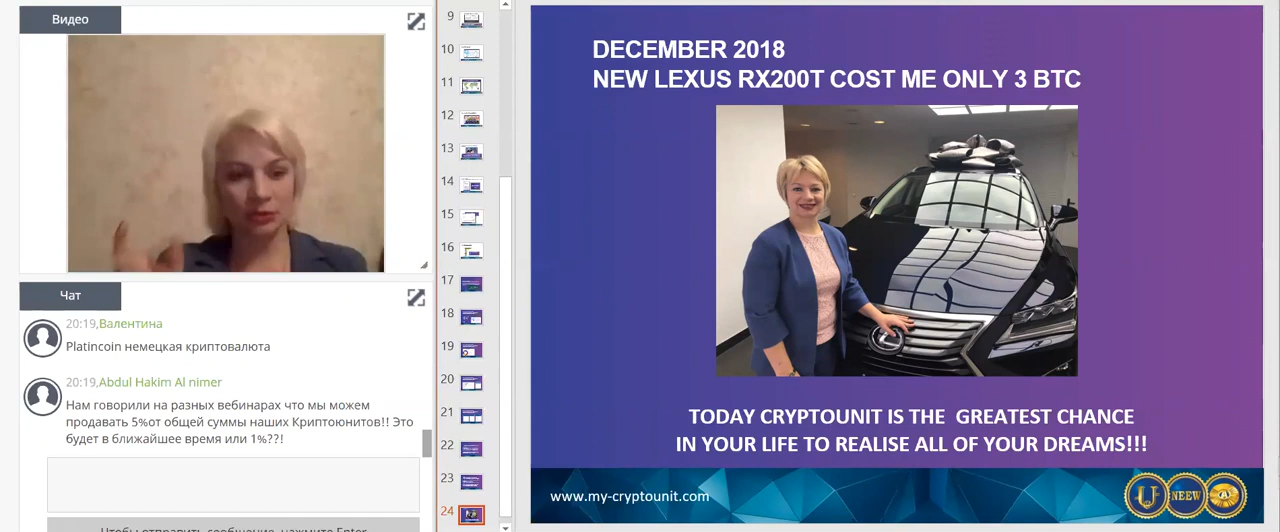 Видео
Чат
20:19,Валентина
Platincoin немецкая криптовалюта
20:19,Abdul Hakim Al nimer
Нам говорили на разных вебинарах что мы можем
продавать 5%от общей суммы наших Криптоюнитов!! Это
будет в ближайшее время или 1%??!
Чтобы отправить сообщение, нажмите Enter
9
10
11
12
13
14
15
16
17
18
19
20
21
22
23
24
DECEMBER 2018
NEW LEXUS RX200T COST ME ONLY 3 BTC
TODAY CRYPTOUNIT IS THE GREATEST CHANCE
IN YOUR LIFE TO REALISE ALL OF YOUR DREAMS!!!
www.my-cryptounit.com
U
NEEW